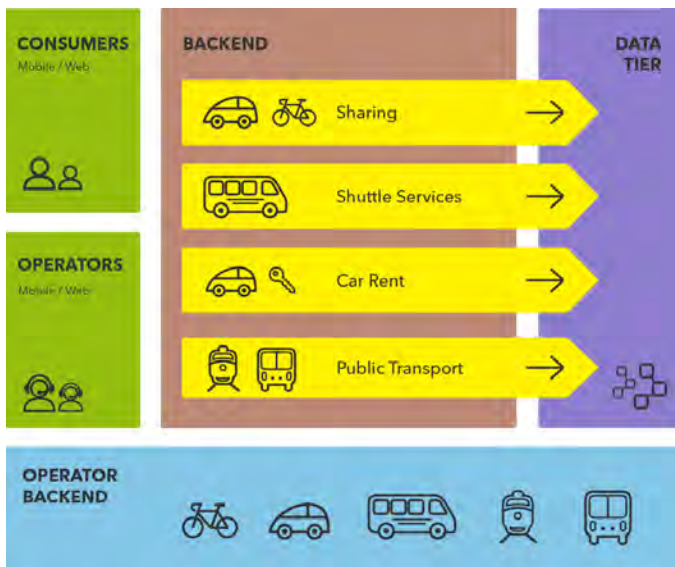 CONSUMERS
Mobile / Web
BACKEND
DATA
TIER
Sharing
Shuttle Services
OPERATORS
Mobile / Web
Car Rent
Public Transport
OPERATOR
BACKEND